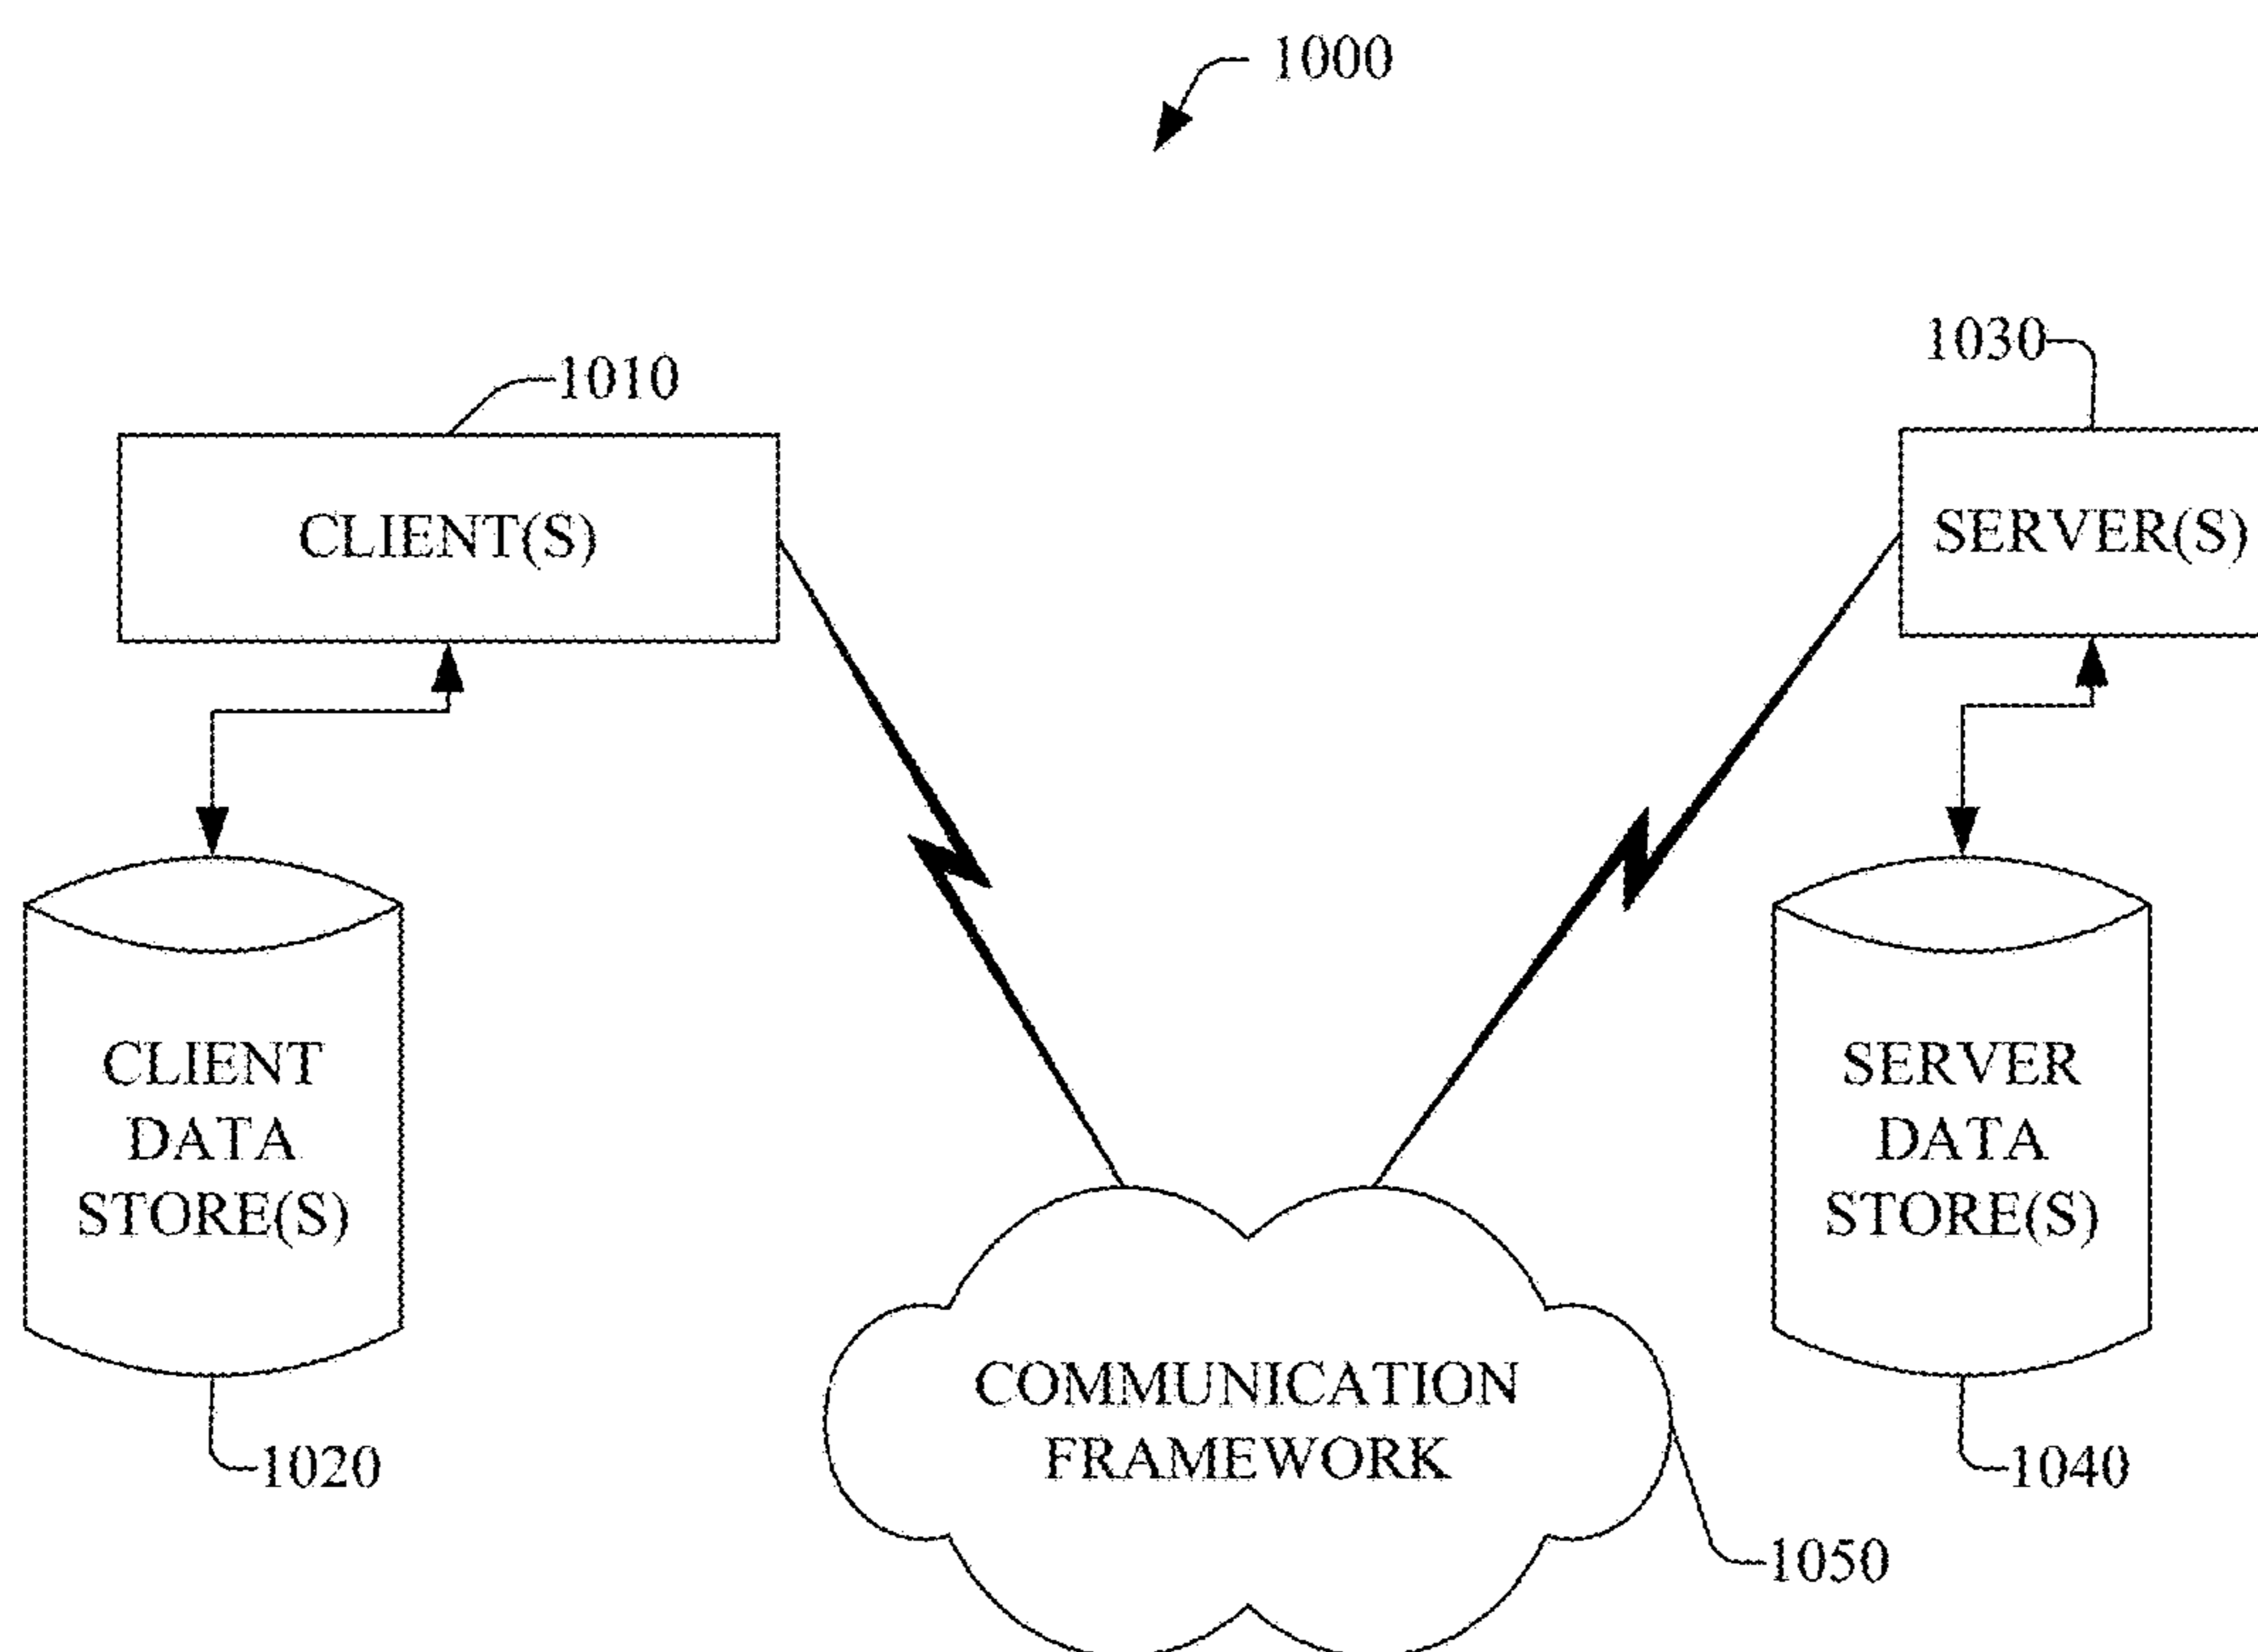 1000
1010
1030
CLIENT(S)
SERVER(S)
CLIENT
DATA
STORE(S)
SERVER
DATA
STORE(S)
COMMUNICATION
FRAMEWORK
1020
1040
1050